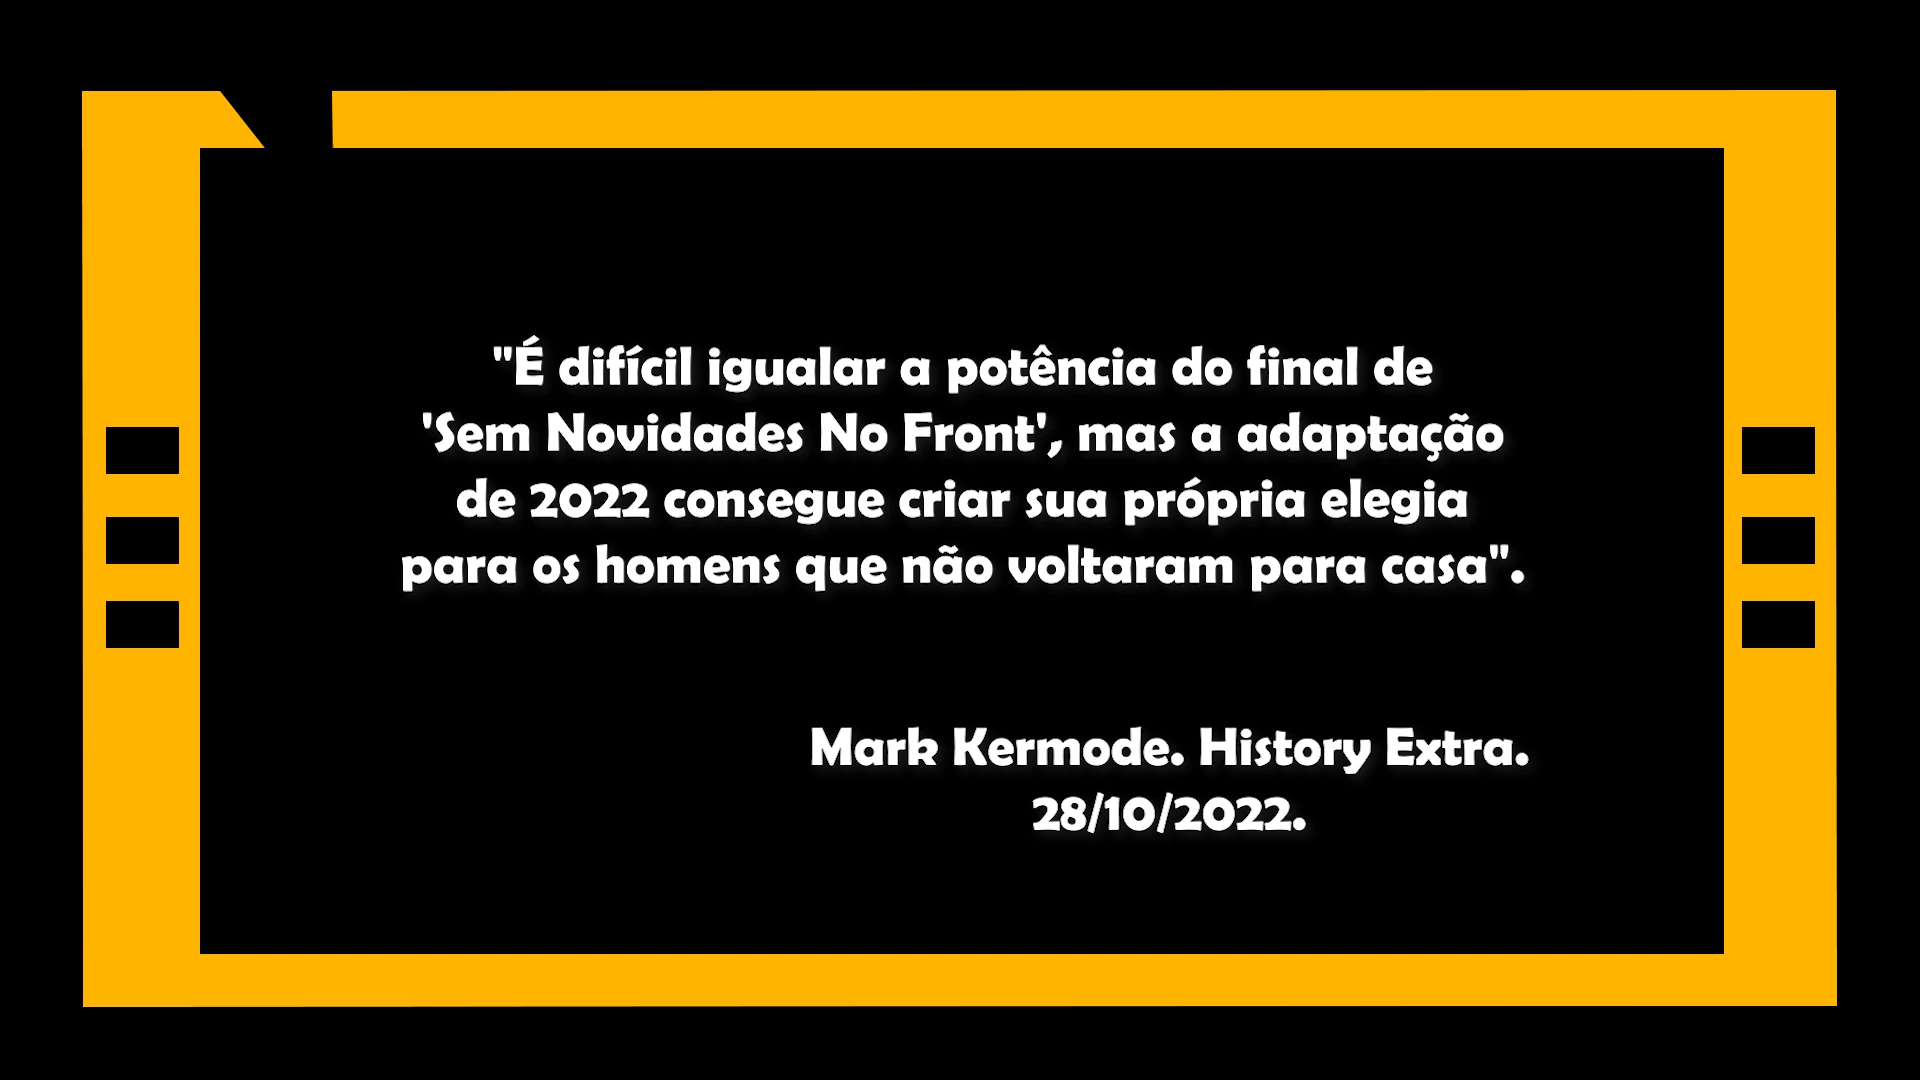 "É difícil igualar a potência do final de
'Sem Novidades No Front', mas a adaptação
de 2022 consegue criar sua própria elegia
para os homens que não voltaram para casa".
Mark Kermode. History Extra.
28/10/2022.